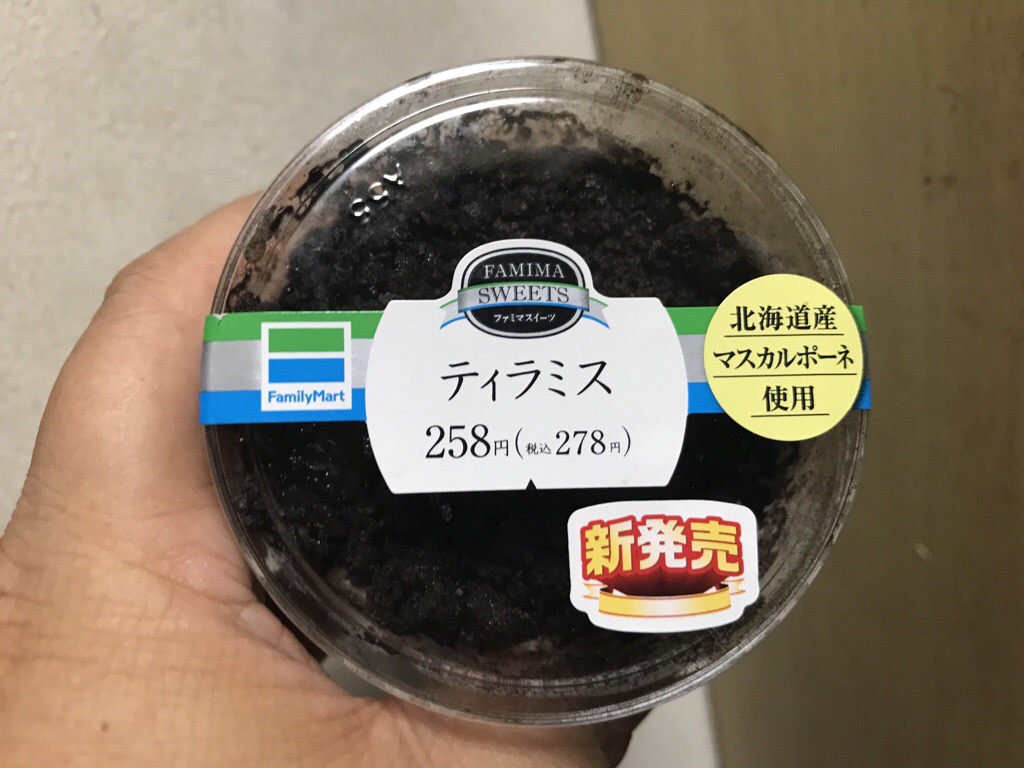 FAMIMA
SWEETS
ファミマスイーツ
FamilyMart
ティラミス
258円(税込278円)
北海道産
マスカルポーネ
使用
新発売